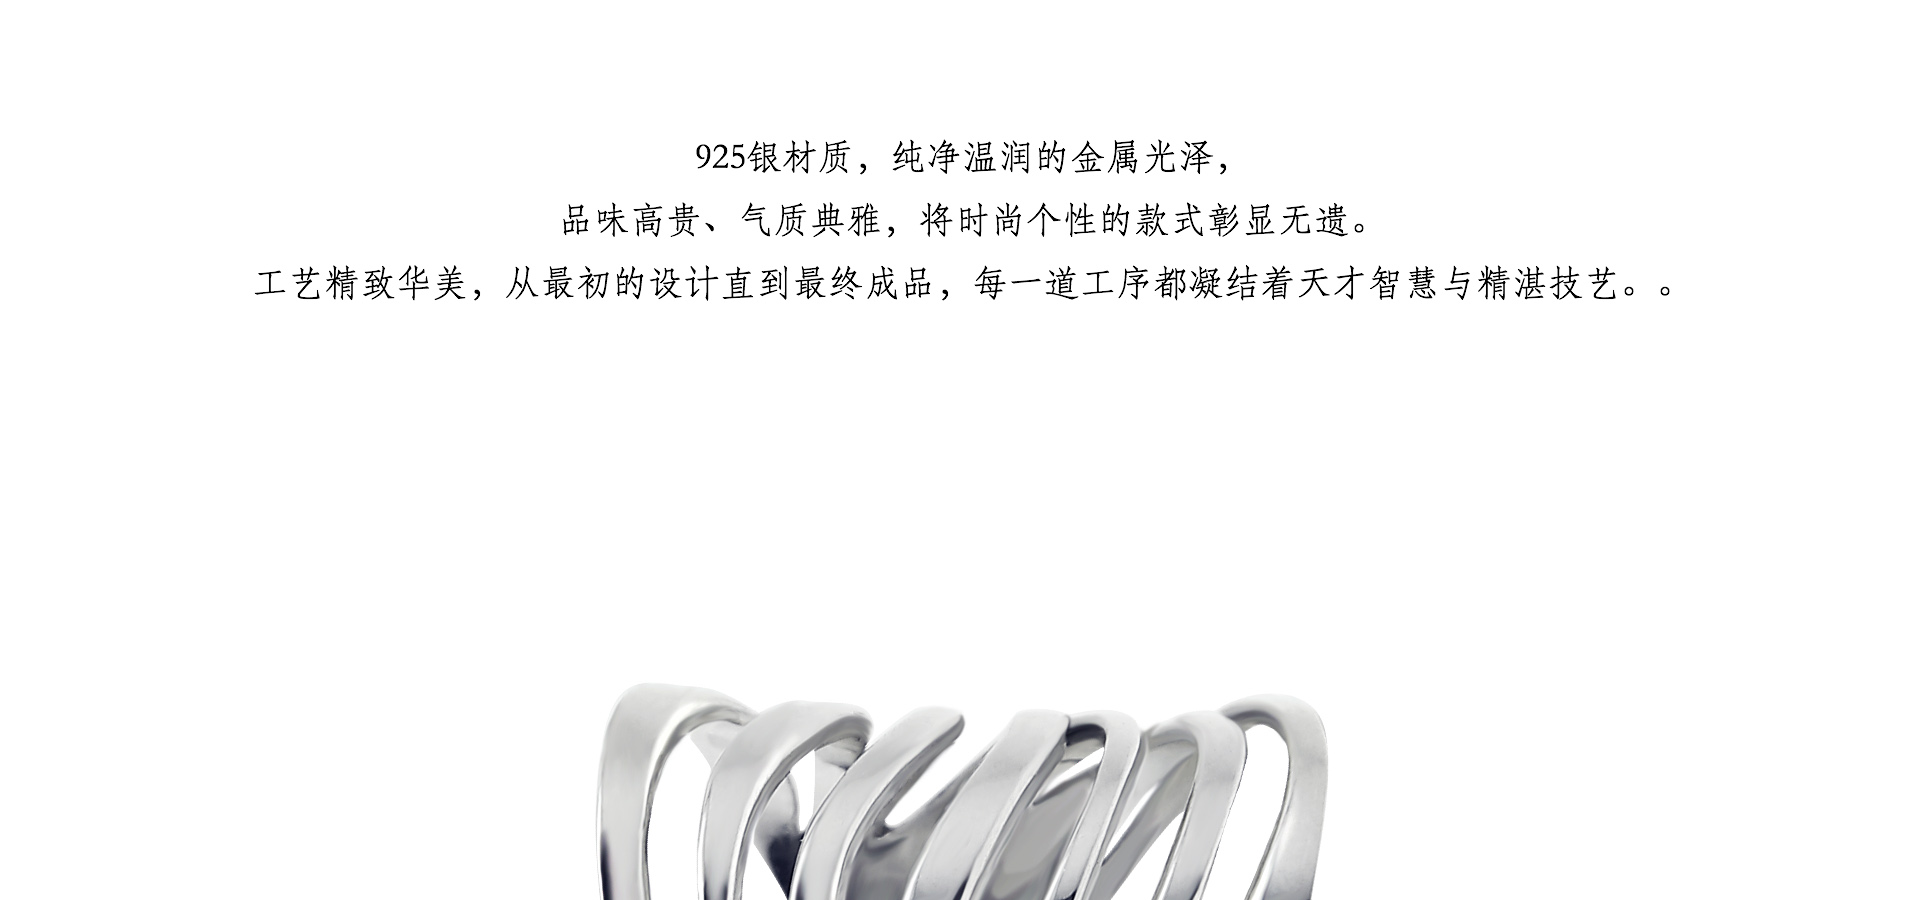 925银材质，纯净温润的金属光泽，
品味高贵、气质典雅，将时尚个性的款式彰显无遗。
工艺精致华美，从最初的设计直到最终成品，每一道工序都凝结着天才智慧与精湛技艺。。